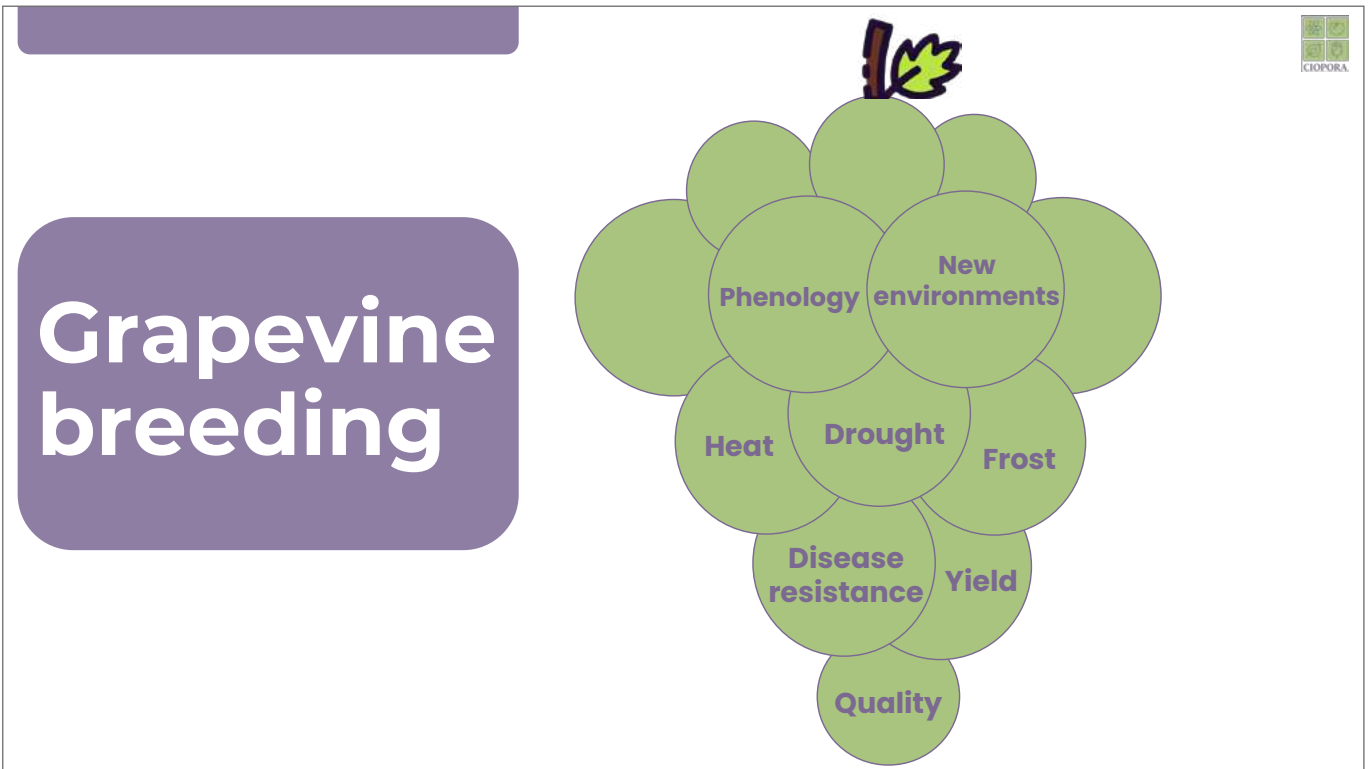 CIOPORA
Grapevine
breeding
New
environments
Phenology
Heat
Drought
Frost
Disease
resistance
Yield
Quality